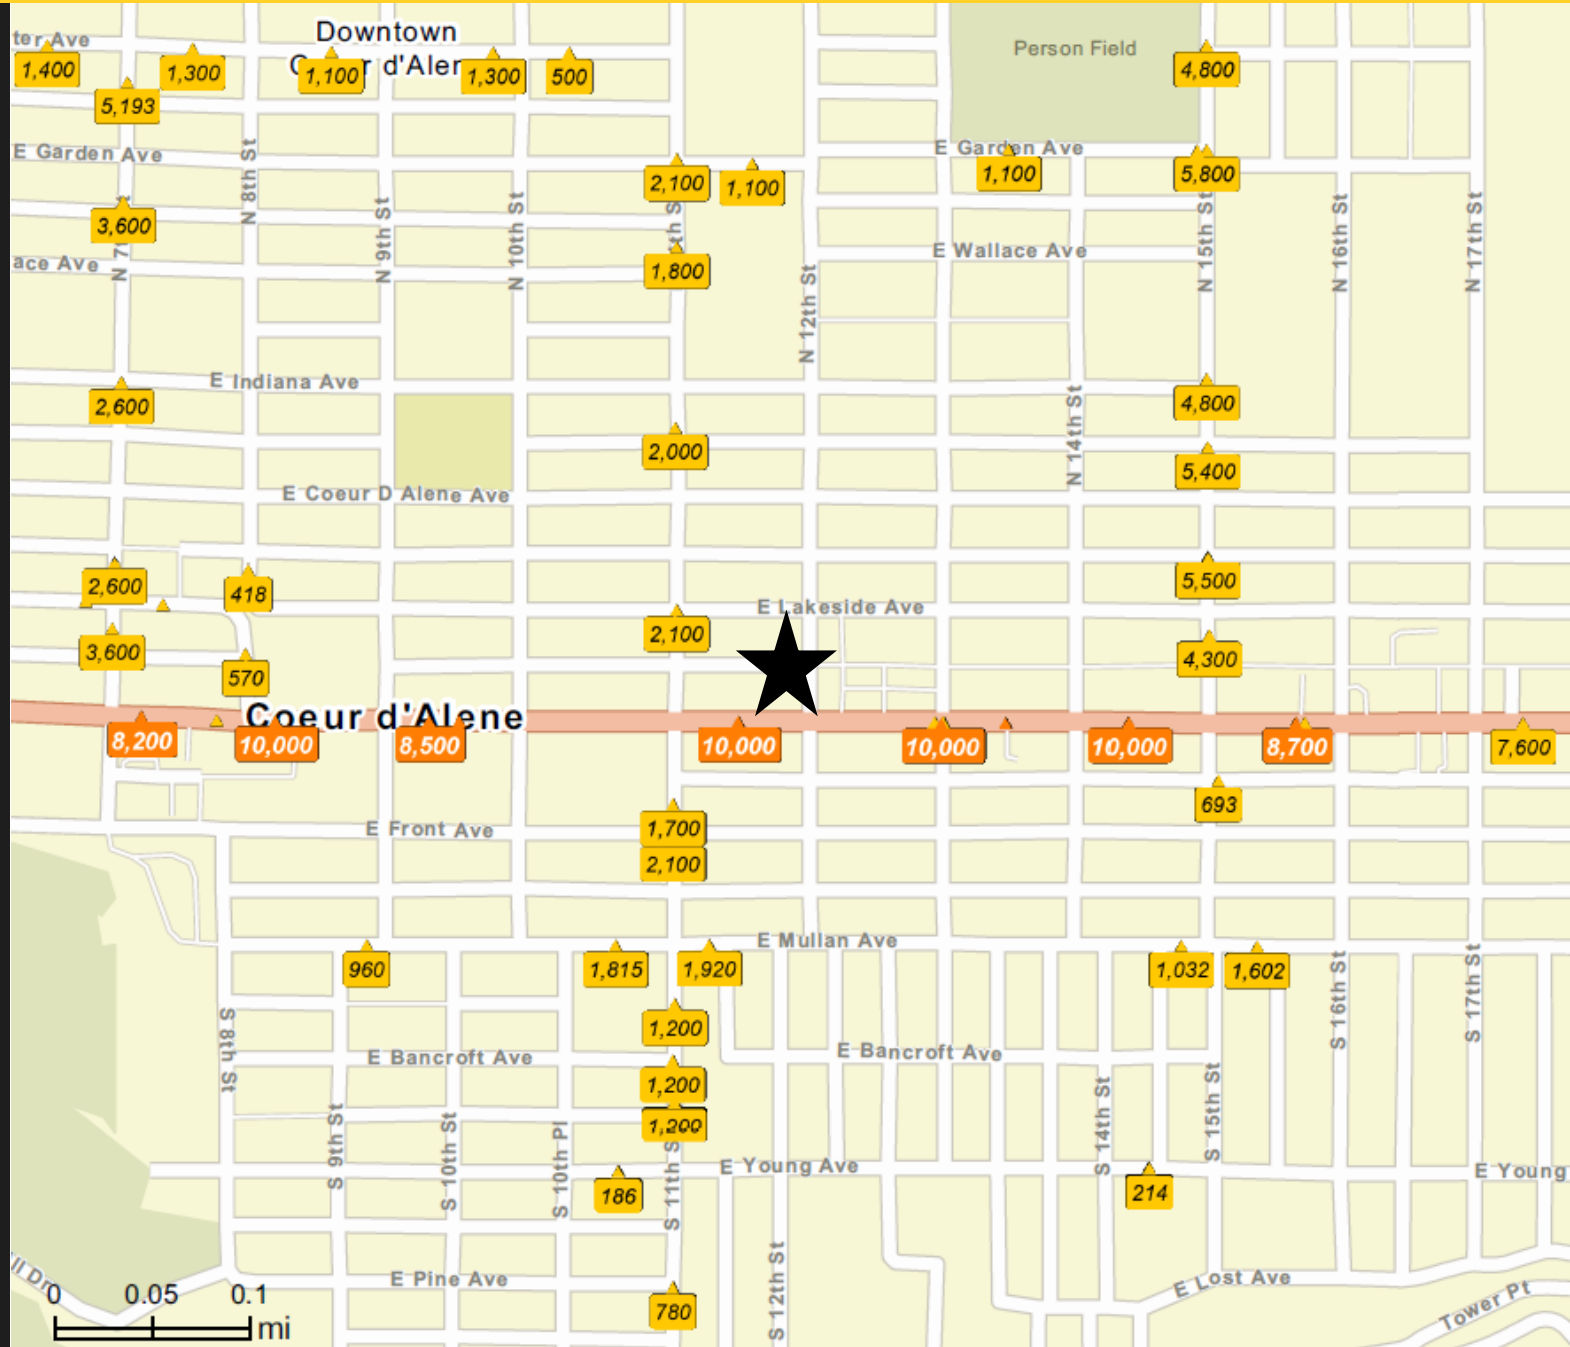 ter Ave
Downtown
Person Field
1,400
1,300
1,100
r d'Alen
1,300
500
4,800
5,193
E Garden Ave
N 8th St
E Garden Ave
2,100
1,100
1,100
5,800
3,600
N 7
N 9th St
N 10th St
N 15th St
N 16th St
N 17th St
E Wallace Ave
ace Ave
1,800
N 12th St
E Indiana Ave
2,600
4,800
N 14th St
2,000
5,400
E Coeur D Alene Ave
2,600
418
5,500
E Lakeside Ave
2,100
3,600
570
4,300
Coeur d'Alene
8,200
10,000
8,500
10,000
10,000
10,000
8,700
7,600
693
E Front Ave
1,700
2,100
E Mullan Ave
960
1,815
1,920
1,032
1,602
S 16th St
S 17th St
S 8th St
1,200
E Bancroft Ave
E Bancroft Ave
1,200
1,200
S 9th St
S 10th St
S 10th Pl
S 11th S
S 14th St
S 15th St
E Young Ave
E Young
186
214
ll Dr
E Pine Ave
S 12th St
E Lost Ave
Tower Pt
780
0 0.05 0.1
mi